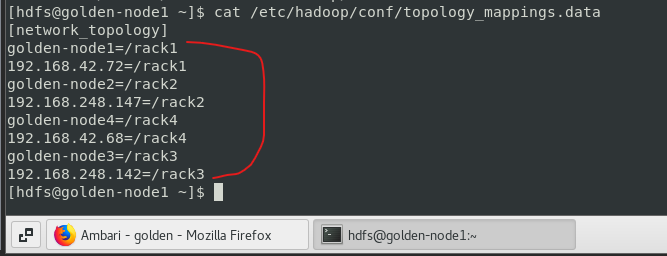 [hdfs@golden-node1 ~]$ cat /etc/hadoop/conf/topology_mappings.data
[network_topology]
golden-node1=/rack1
192.168.42.72=/rack1
golden-node2=/rack2
192.168.248.147=/rack2
golden-node4=/rack4
192.168.42.68=/rack4
golden-node3=/rack3
192.168.248.142=/rack3
[hdfs@golden-node1 ~]$
Ambari - golden - Mozilla Firefox
hdfs@golden-node1:~